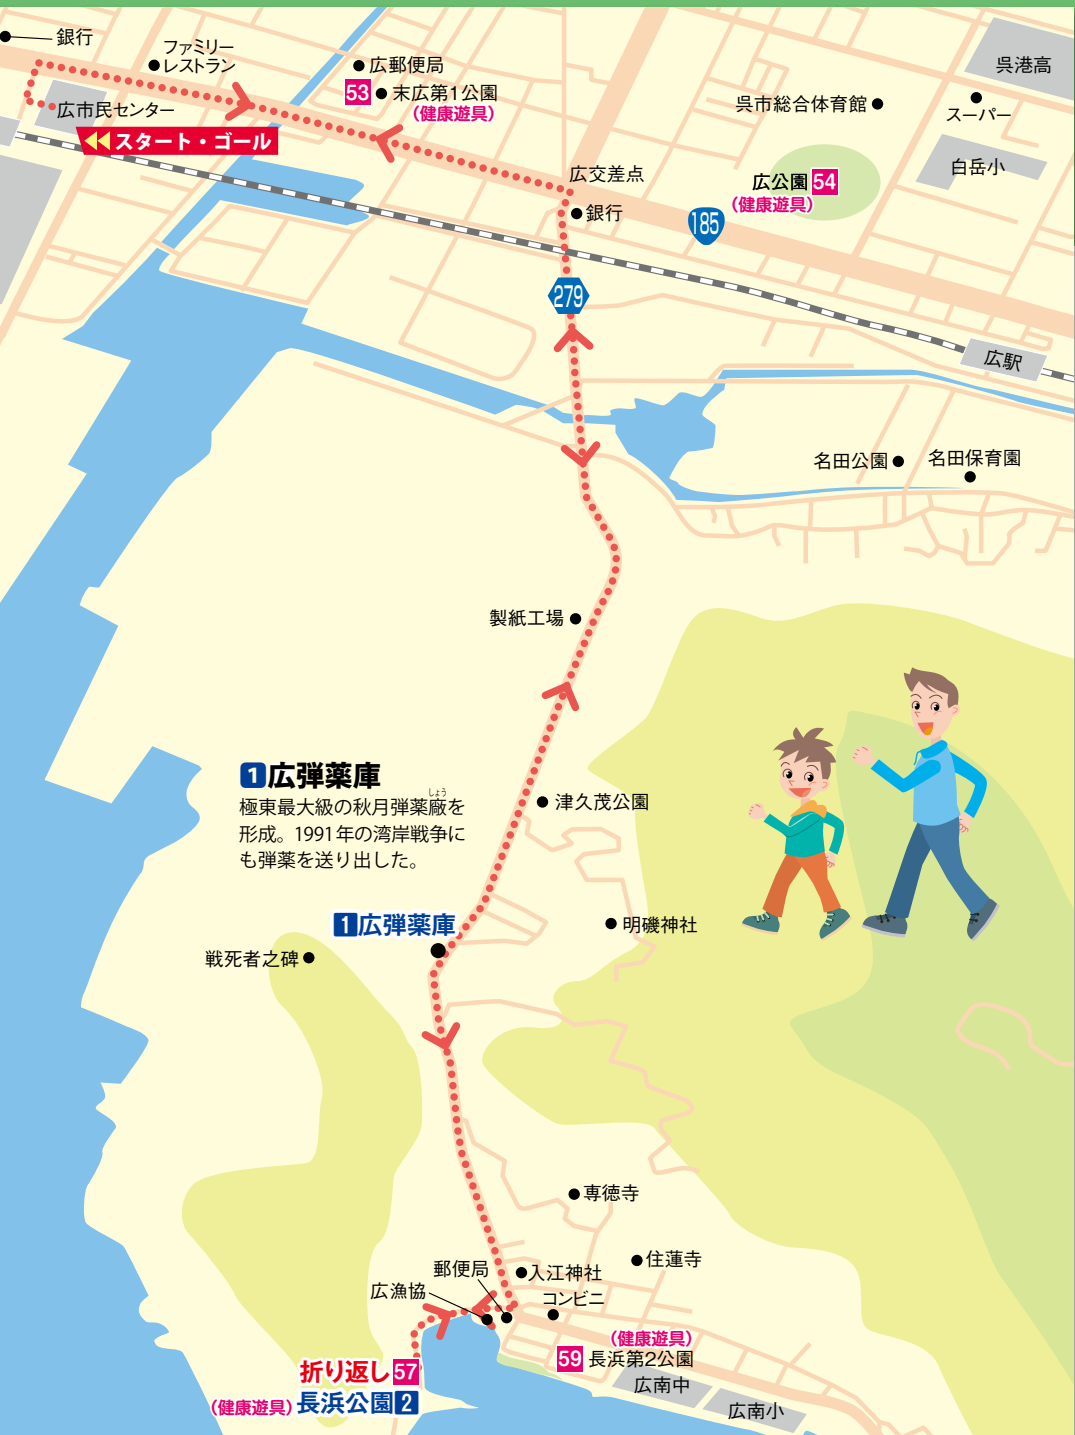 銀行
ファミリー
レストラン
広郵便局
53 末広第1公園
(健康遊具)
広市民センター
スタート・ゴール
呉港高
呉市総合体育館
スーパー
白岳小
広交差点
広公園 54
(健康遊具)
銀行
185
279
広駅
名田公園
名田保育園
製紙工場
1 広弾薬庫
しょう
極東最大級の秋月弾薬廠を
形成。1991年の湾岸戦争に
も弾薬を送り出した。
津久茂公園
1 広弾薬庫
明磯神社
戦死者之碑
専徳寺
住蓮寺
郵便局
入江神社
広漁協
コンビニ
(健康遊具)
59 長浜第2公園
折り返し 57
(健康遊具) 長浜公園 2
広南中
広南小